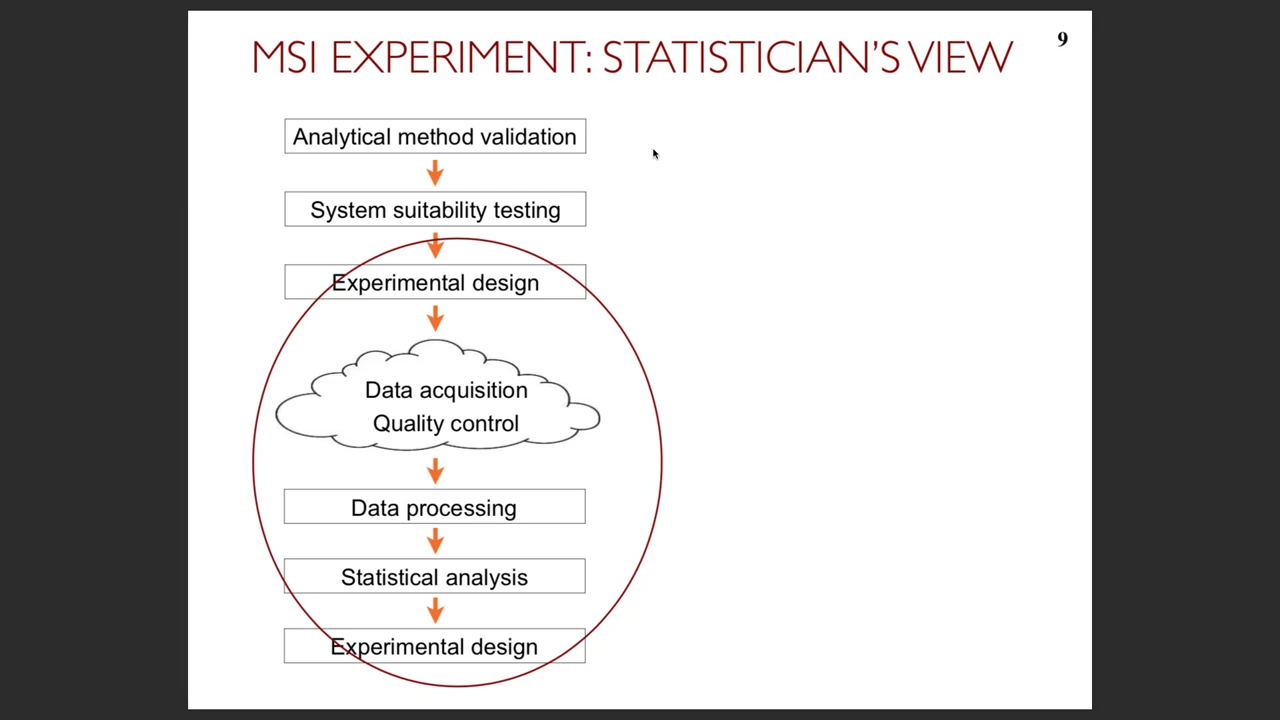 MSI EXPERIMENT: STATISTICIAN'S VIEW
9
Analytical method validation
System suitability testing
Experimental design
Data acquisition
Quality control
Data processing
Statistical analysis
Experimental design